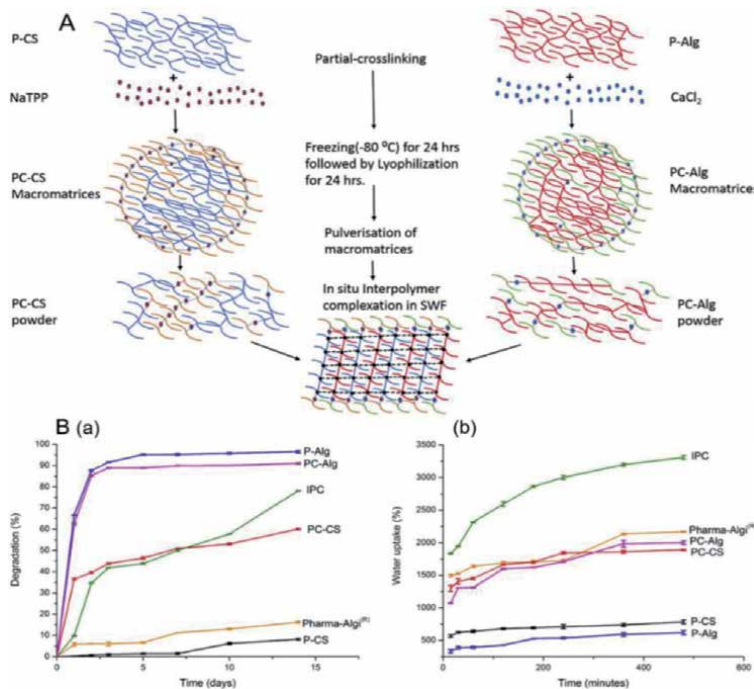 A
P-CS
+
NaTPP
PC-CS
Macromatrices
PC-CS
powder
Partial-crosslinking
Freezing(-80 °C) for 24 hrs
followed by Lyophilization
for 24 hrs.
Pulverisation of
macromatrices
In situ Interpolymer
complexation in SWF
P-Alg
+
CaCl₂
PC-Alg
Macromatrices
PC-Alg
powder
B (a)
Degradation (%)
100
90
80
70
60
50
40
30
20
10
0
0 5 10 15
Time (days)
P-Alg
PC-Alg
IPC
PC-CS
Pharma-Algi(R)
P-CS
(b)
Water uptake (%)
3500
3000
2500
2000
1500
1000
500
0 200 400 600
Time (minutes)
IPC
Pharma-Algi(R)
PC-Alg
PC-CS
P-CS
P-Alg